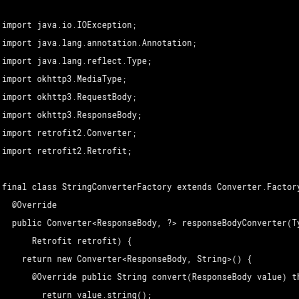 import java.io.IOException;
import java.lang.annotation.Annotation;
import java.lang.reflect.Type;
import okhttp3.MediaType;
import okhttp3.RequestBody;
import okhttp3.ResponseBody;
import retrofit2.Converter;
import retrofit2.Retrofit;
final class StringConverterFactory extends Converter.Factory
@Override
public Converter<ResponseBody, ?> responseBodyConverter(Ty
Retrofit retrofit) {
return new Converter<ResponseBody, String>() {
@Override public String convert(ResponseBody value) th
return value.string();